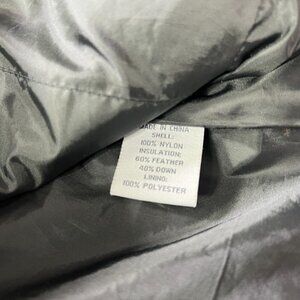 MADE IN CHINA
SHELL:
100% NYLON
INSULATION:
60% FEATHER
40% DOWN
LINING:
100% POLYESTER